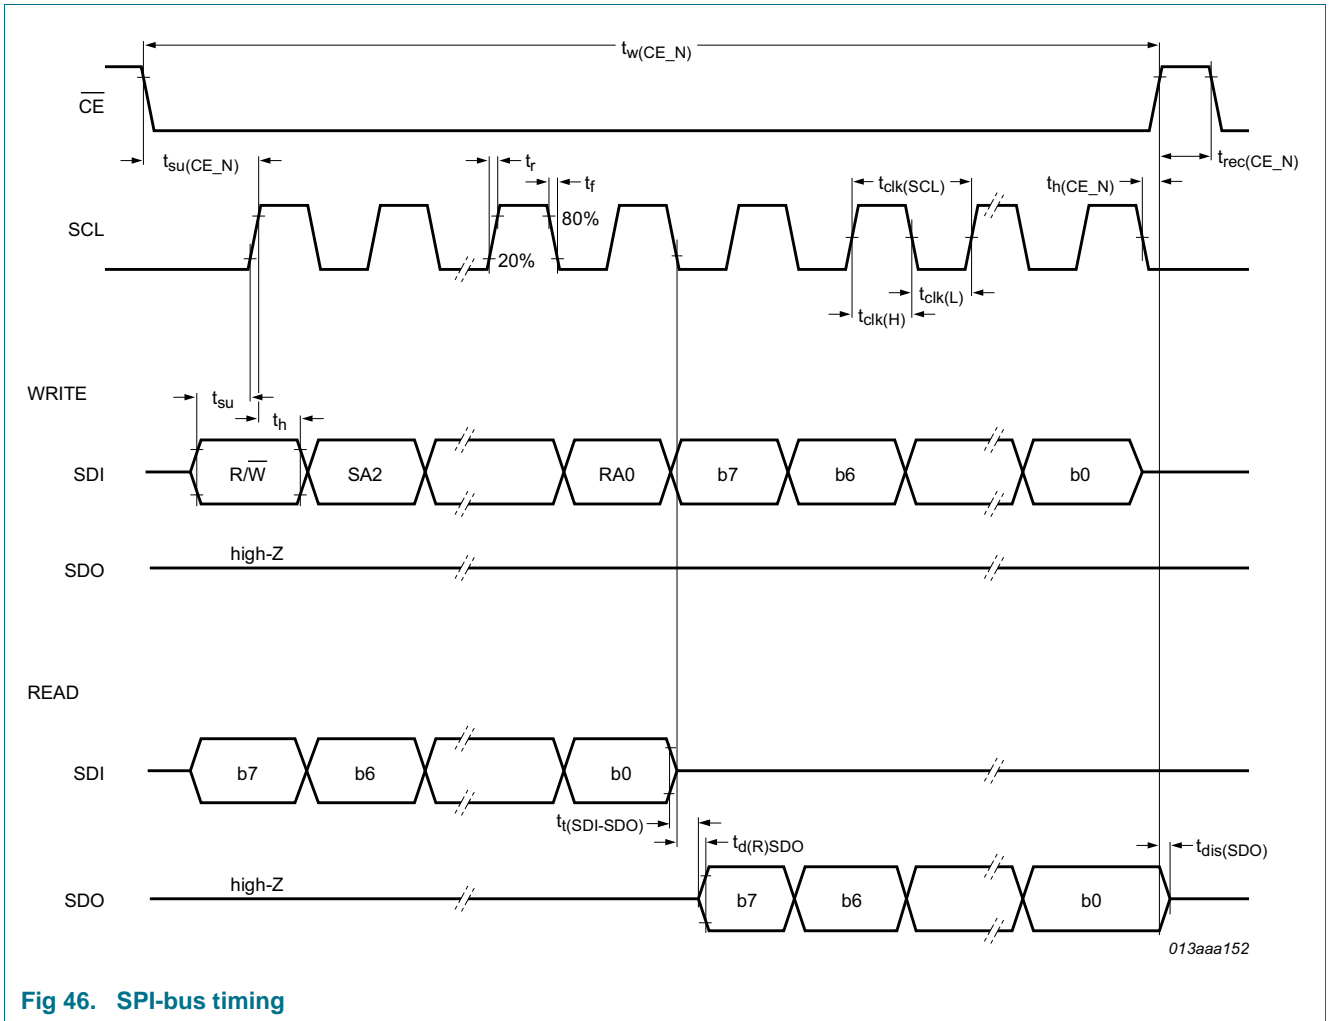 tw(CE_N)
CE
tsu(CE_N)
tr
trec(CE_N)
tf
tclk(SCL)
th(CE_N)
SCL
80%
20%
tclk(L)
tclk(H)
WRITE
tsu
th
SDI
R/W
SA2
RA0
b7
b6
b0
high-Z
SDO
READ
SDI
b7
b6
b0
tt(SDI-SDO)
td(R)SDO
tdis(SDO)
high-Z
SDO
b7
b6
b0
013aaa152
Fig 46. SPI-bus timing